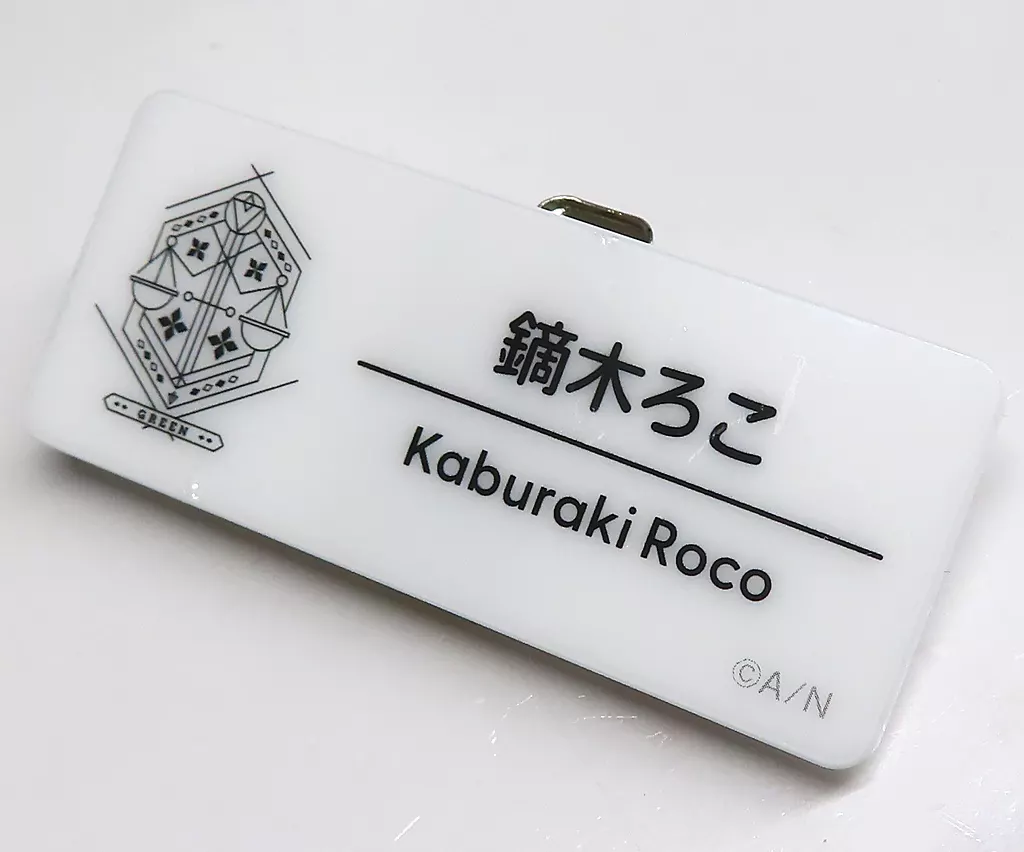 GREEN
鏑木ろこ
Kaburaki Roco
©A/N